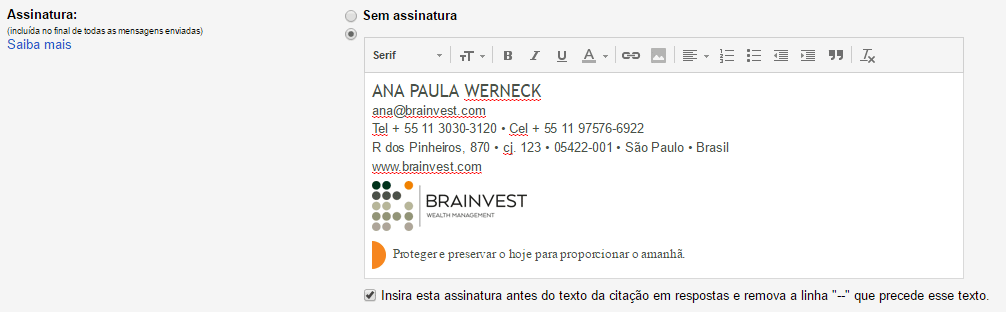 Assinatura:
(incluída no final de todas as mensagens enviadas)
Saiba mais
Sem assinatura
Serif
TT B I U A
ANA PAULA WERNECK
ana@brainvest.com
Tel + 55 11 3030-3120 • Cel + 55 11 97576-6922
R dos Pinheiros, 870 • cj. 123 • 05422-001 • São Paulo • Brasil
www.brainvest.com
BRAINVEST
WEALTH MANAGEMENT
Proteger e preservar o hoje para proporcionar o amanhã.
Insira esta assinatura antes do texto da citação em respostas e remova a linha "--" que precede esse texto.